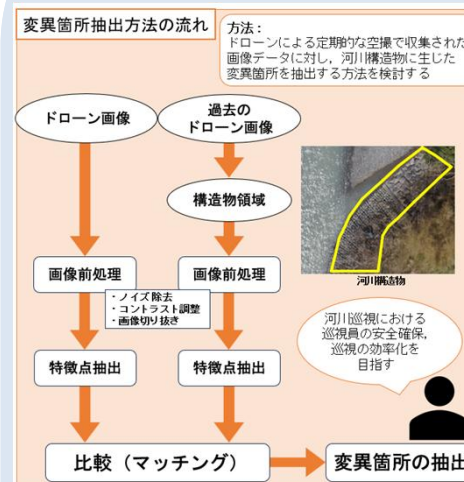 変異箇所抽出方法の流れ
方法：
ドローンによる定期的な空撮で収集された
画像データに対し，河川構造物に生じた
変異箇所を抽出する方法を検討する
ドローン画像
過去の
ドローン画像
構造物領域
河川構造物
画像前処理
画像前処理
・ノイズ除去
・コントラスト調整
・画像切り抜き
河川巡視における
巡視員の安全確保，
巡視の効率化を
目指す
特徴点抽出
特徴点抽出
比較（マッチング）
変異箇所の抽出